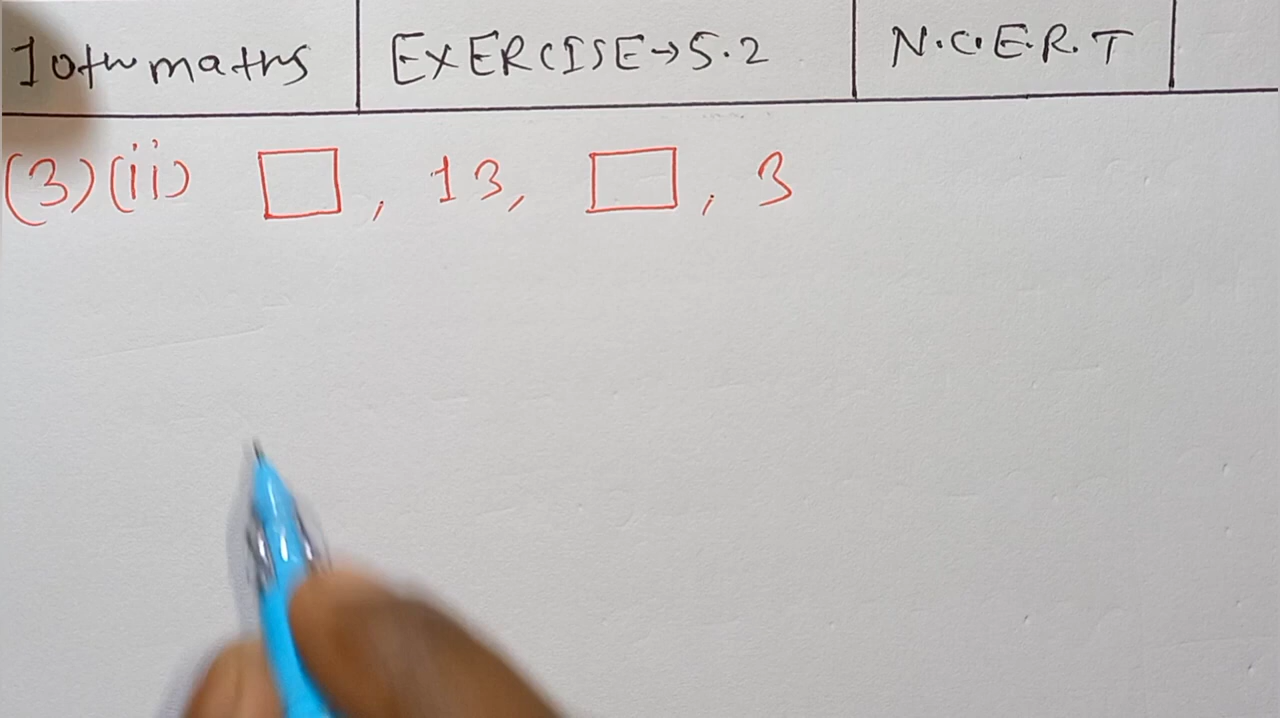 10th maths EXERCISE→5.2 N.C.E.R.T
(3)(ii) □, 13, □, 3